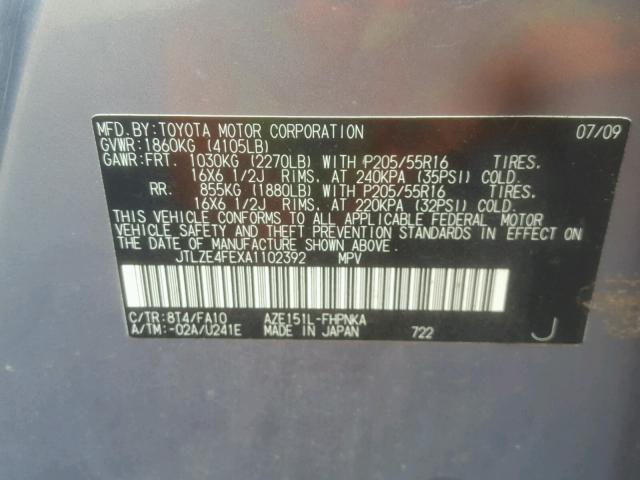 MFD.BY:TOYOTA MOTOR CORPORATION 07/09
GVWR:1860KG (4105LB)
GAWR:FRT. 1030KG (2270LB) WITH P205/55R16 TIRES.
16X6 1/2J RIMS. AT 240KPA (35PSI) COLD.
RR. 855KG (1880LB) WITH P205/55R16 TIRES.
16X6 1/2J RIMS. AT 220KPA (32PSI) COLD.
THIS VEHICLE CONFORMS TO ALL APPLICABLE FEDERAL MOTOR
VEHICLE SAFETY AND THEFT PREVENTION STANDARDS IN EFFECT ON
THE DATE OF MANUFACTURE SHOWN ABOVE.
JTLZE4FEXA1102392 MPV
C/TR:8T4/FA10 AZE151L-FHPNKA
A/TM:-02A/U241E MADE IN JAPAN 722 J